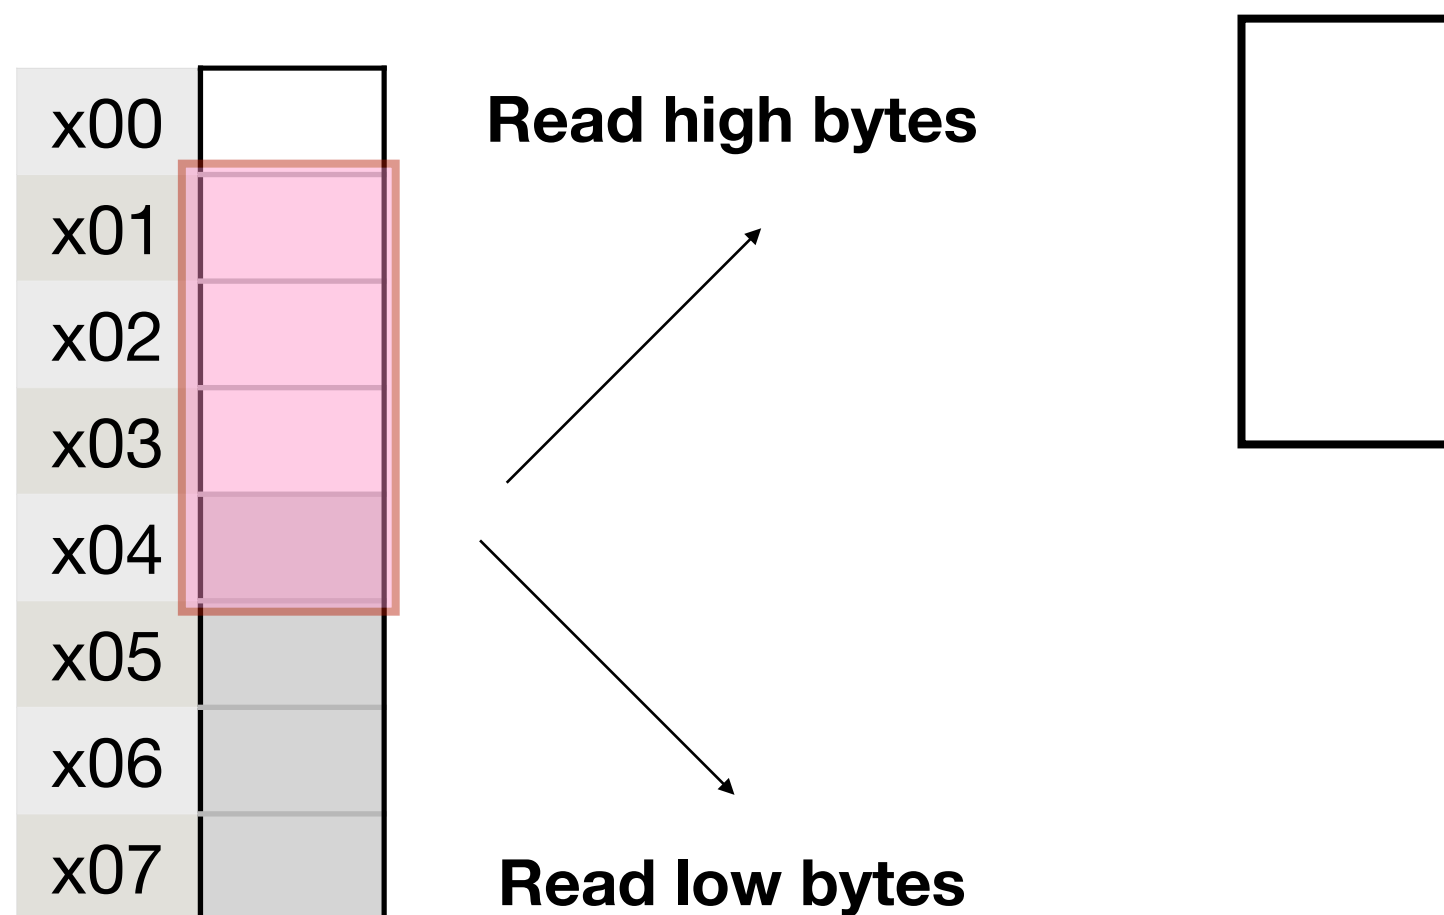 x00
Read high bytes
x01
x02
x03
x04
x05
x06
x07
Read low bytes